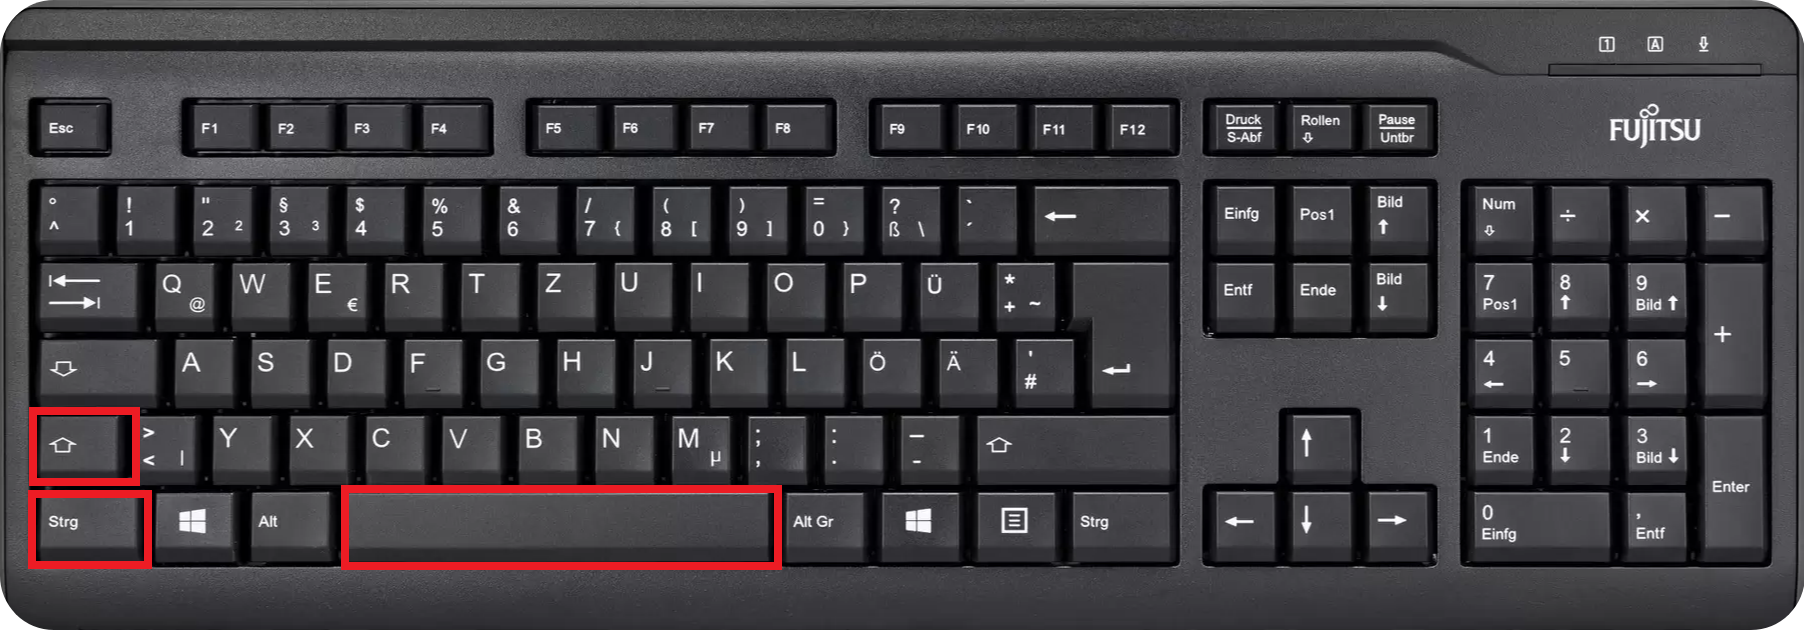 1 A
FUJITSU
Esc F1 F2 F3 F4 F5 F6 F7 F8 F9 F10 F11 F12 Druck S-Abf Rollen Pause Untbr
° ^ ! 1 " 2 ² § 3 ³ $ 4 % 5 & 6 / 7 { ( 8 [ ) 9 ] = 0 } ? ß \ ` ´ ← Einfg Pos1 Bild ↑ Num ÷ × −
Q @ W E € R T Z U I O P Ü * + ~ Entf Ende Bild ↓ 7 Pos1 8 ↑ 9 Bild ↑ +
A S D F G H J K L Ö Ä ' # 4 ← 5 6 →
> < | Y X C V B N M µ ; , : . _ - ↑ 1 Ende 2 ↓ 3 Bild ↓ Enter
Strg Alt Alt Gr Strg ← ↓ → 0 Einfg , Entf